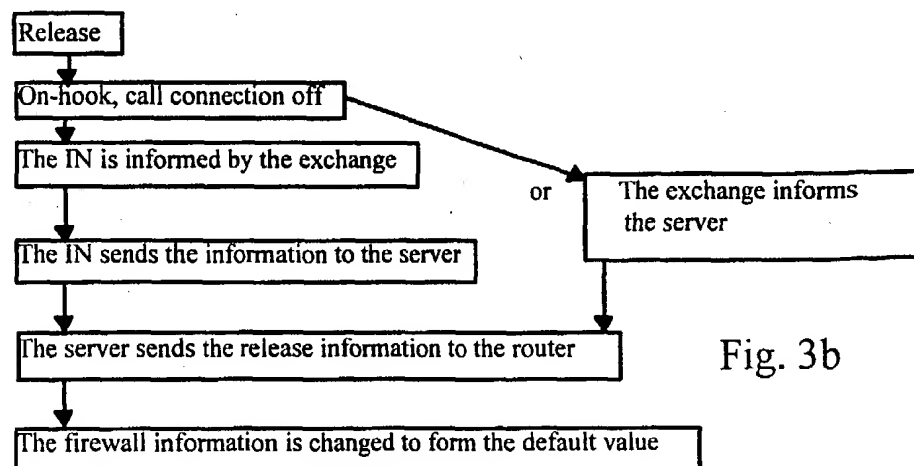 Release
On-hook, call connection off
The IN is informed by the exchange
or
The exchange informs
the server
The IN sends the information to the server
The server sends the release information to the router
Fig. 3b
The firewall information is changed to form the default value